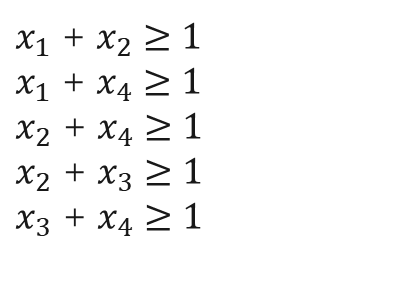 x₁ + x₂ ≥ 1
x₁ + x₄ ≥ 1
x₂ + x₄ ≥ 1
x₂ + x₃ ≥ 1
x₃ + x₄ ≥ 1